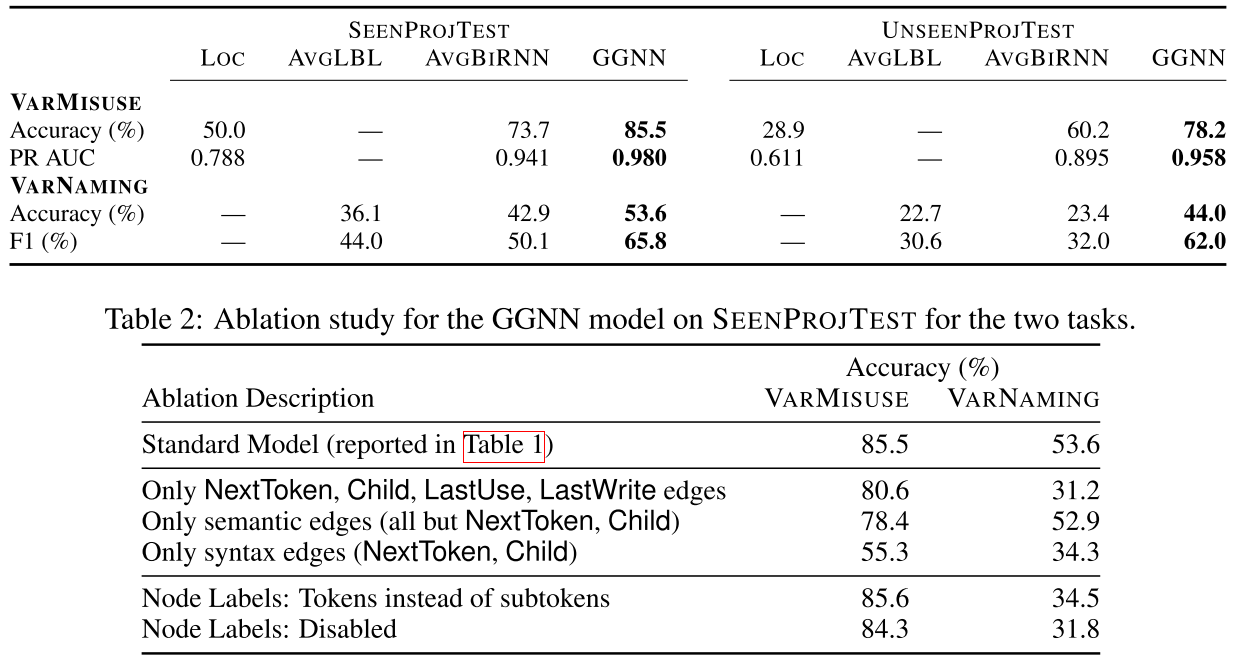 SEENPROJTEST UNSEENPROJTEST
LOC AVGLBL AVGBIRNN GGNN LOC AVGLBL AVGBIRNN GGNN
VARMISUSE
Accuracy (%) 50.0 — 73.7 85.5 28.9 — 60.2 78.2
PR AUC 0.788 — 0.941 0.980 0.611 — 0.895 0.958
VARNAMING
Accuracy (%) — 36.1 42.9 53.6 — 22.7 23.4 44.0
F1 (%) — 44.0 50.1 65.8 — 30.6 32.0 62.0
Table 2: Ablation study for the GGNN model on SEENPROJTEST for the two tasks.
Accuracy (%)
Ablation Description VARMISUSE VARNAMING
Standard Model (reported in Table 1) 85.5 53.6
Only NextToken, Child, LastUse, LastWrite edges 80.6 31.2
Only semantic edges (all but NextToken, Child) 78.4 52.9
Only syntax edges (NextToken, Child) 55.3 34.3
Node Labels: Tokens instead of subtokens 85.6 34.5
Node Labels: Disabled 84.3 31.8